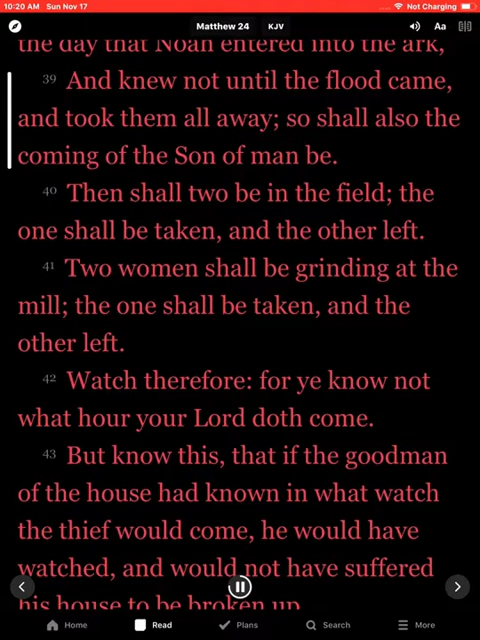 10:20 AM Sun Nov 17
Not Charging
Matthew 24 KJV
Aa
the day that Noah entered into the ark,
39 And knew not until the flood came,
and took them all away; so shall also the
coming of the Son of man be.
40 Then shall two be in the field; the
one shall be taken, and the other left.
41 Two women shall be grinding at the
mill; the one shall be taken, and the
other left.
42 Watch therefore: for ye know not
what hour your Lord doth come.
43 But know this, that if the goodman
of the house had known in what watch
the thief would come, he would have
watched, and would not have suffered
his house to be broken up
Home Read Plans Search More